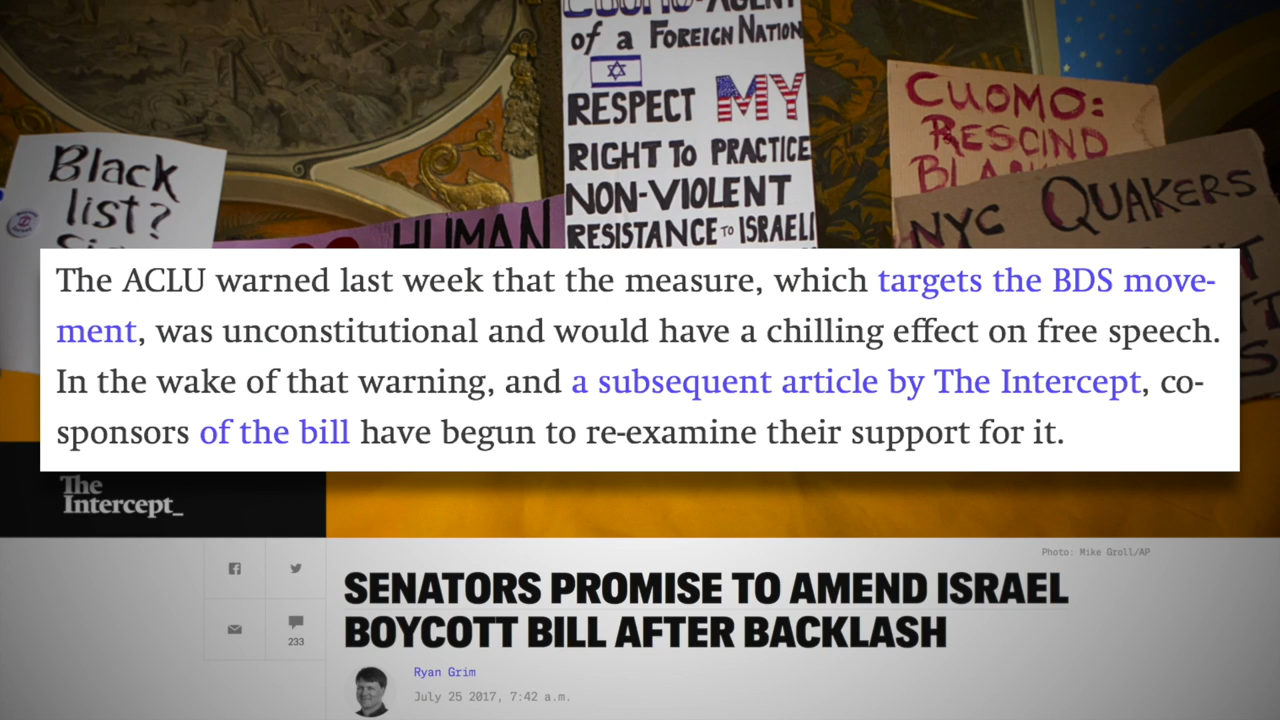 CUOMO-AGENT
of a FOREIGN NATION
RESPECT MY
RIGHT TO PRACTICE
NON-VIOLENT
RESISTANCE TO ISRAELI
CUOMO:
RESCIND
Black
list?
NYC QUAKERS
HUMAN
The ACLU warned last week that the measure, which targets the BDS move-
ment, was unconstitutional and would have a chilling effect on free speech.
In the wake of that warning, and a subsequent article by The Intercept, co-
sponsors of the bill have begun to re-examine their support for it.
The
Intercept_
Photo: Mike Groll/AP
SENATORS PROMISE TO AMEND ISRAEL
BOYCOTT BILL AFTER BACKLASH
233
Ryan Grim
July 25 2017, 7:42 a.m.